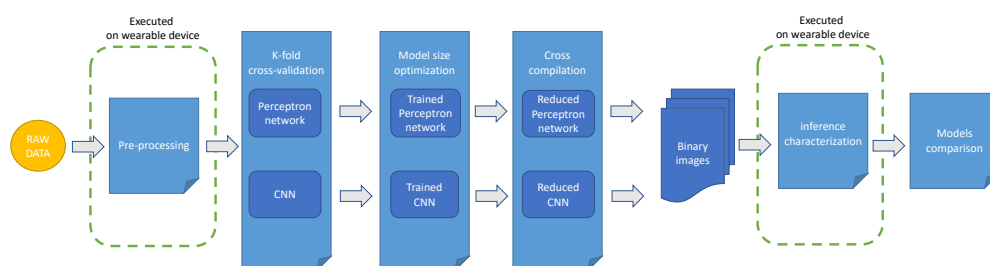 Executed
on wearable device
RAW
DATA
Pre-processing
K-fold
cross-validation
Perceptron
network
CNN
Model size
optimization
Trained
Perceptron
network
Trained
CNN
Cross
compilation
Reduced
Perceptron
network
Reduced
CNN
Binary
images
Executed
on wearable device
inference
characterization
Models
comparison